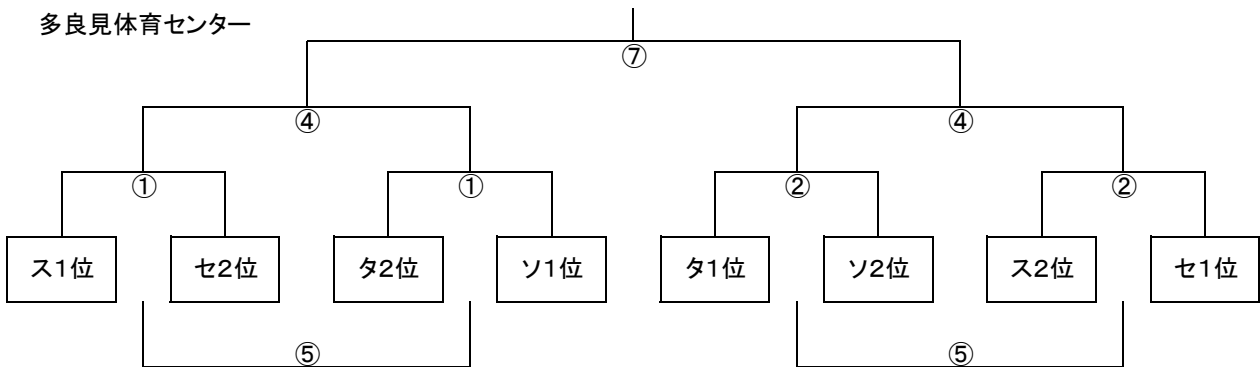 多良見体育センター
⑦
④ ④
① ① ② ②
ス1位 セ2位 タ2位 ソ1位 タ1位 ソ2位 ス2位 セ1位
⑤ ⑤